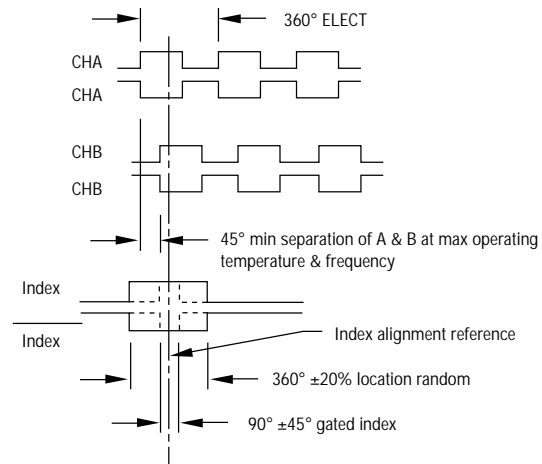 360° ELECT
CHA
CHA
CHB
CHB
45° min separation of A & B at max operating
temperature & frequency
Index
Index
Index alignment reference
360° ±20% location random
90° ±45° gated index